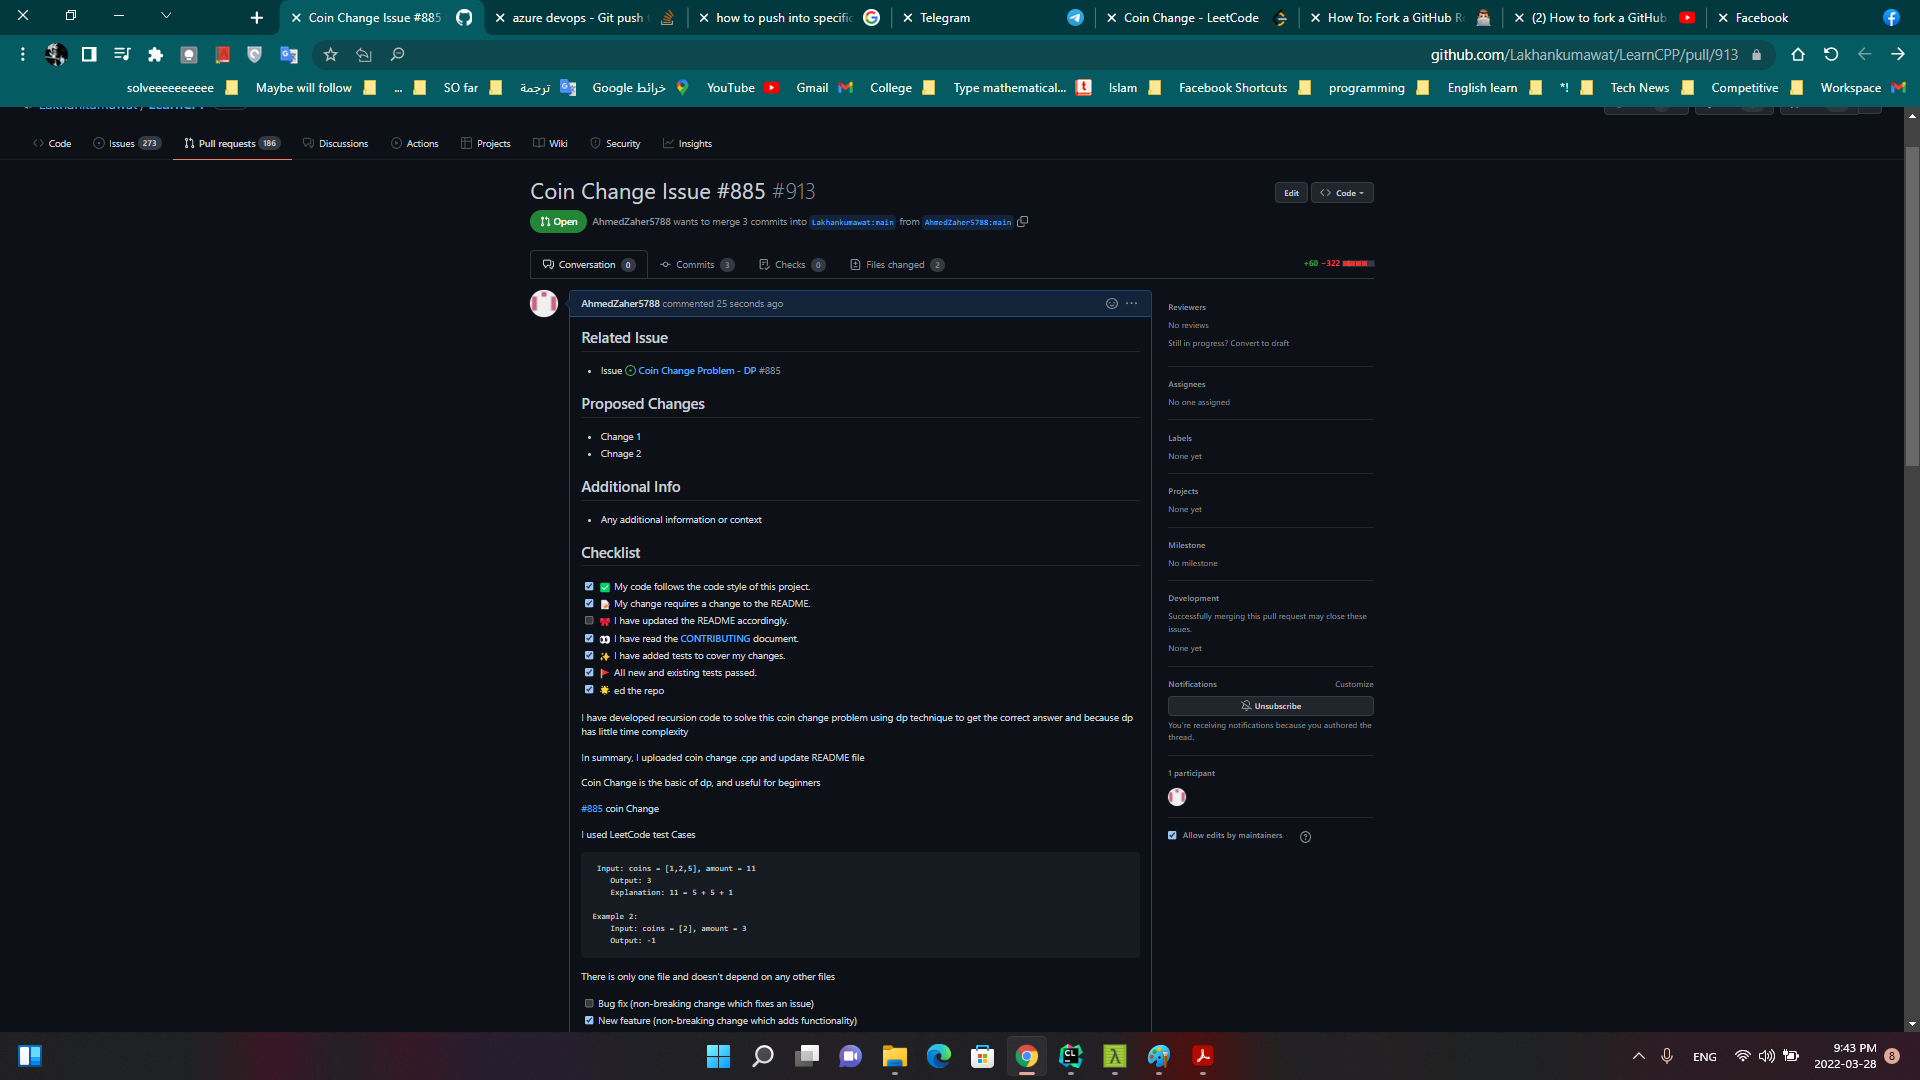 Coin Change Issue #885
azure devops - Git push
how to push into specific
Telegram
Coin Change - LeetCode
How To: Fork a GitHub R
(2) How to fork a GitHub
Facebook
github.com/Lakhankumawat/LearnCPP/pull/913
solveeeeeeeeee
Maybe will follow
...
SO far
ترجمة
خرائط Google
YouTube
Gmail
College
Type mathematical...
Islam
Facebook Shortcuts
programming
English learn
*!
Tech News
Competitive
Workspace
Code
Issues 273
Pull requests 186
Discussions
Actions
Projects
Wiki
Security
Insights
Coin Change Issue #885 #913
Edit
Code
Open
AhmedZaher5788 wants to merge 3 commits into Lakhankumawat:main from AhmedZaher5788:main
Conversation 0
Commits 3
Checks 0
Files changed 2
+60 −322
AhmedZaher5788 commented 25 seconds ago
Related Issue
Issue Coin Change Problem - DP #885
Proposed Changes
Change 1
Chnage 2
Additional Info
Any additional information or context
Checklist
My code follows the code style of this project.
My change requires a change to the README.
I have updated the README accordingly.
I have read the CONTRIBUTING document.
I have added tests to cover my changes.
All new and existing tests passed.
ed the repo
I have developed recursion code to solve this coin change problem using dp technique to get the correct answer and because dp
has little time complexity
In summary, I uploaded coin change .cpp and update README file
Coin Change is the basic of dp, and useful for beginners
#885 coin Change
I used LeetCode test Cases
Input: coins = [1,2,5], amount = 11
Output: 3
Explanation: 11 = 5 + 5 + 1
Example 2:
Input: coins = [2], amount = 3
Output: -1
There is only one file and doesn't depend on any other files
Bug fix (non-breaking change which fixes an issue)
New feature (non-breaking change which adds functionality)
Reviewers
No reviews
Still in progress? Convert to draft
Assignees
No one assigned
Labels
None yet
Projects
None yet
Milestone
No milestone
Development
Successfully merging this pull request may close these
issues.
None yet
Notifications
Customize
Unsubscribe
You're receiving notifications because you authored the
thread.
1 participant
Allow edits by maintainers
ENG
9:43 PM
2022-03-28
8